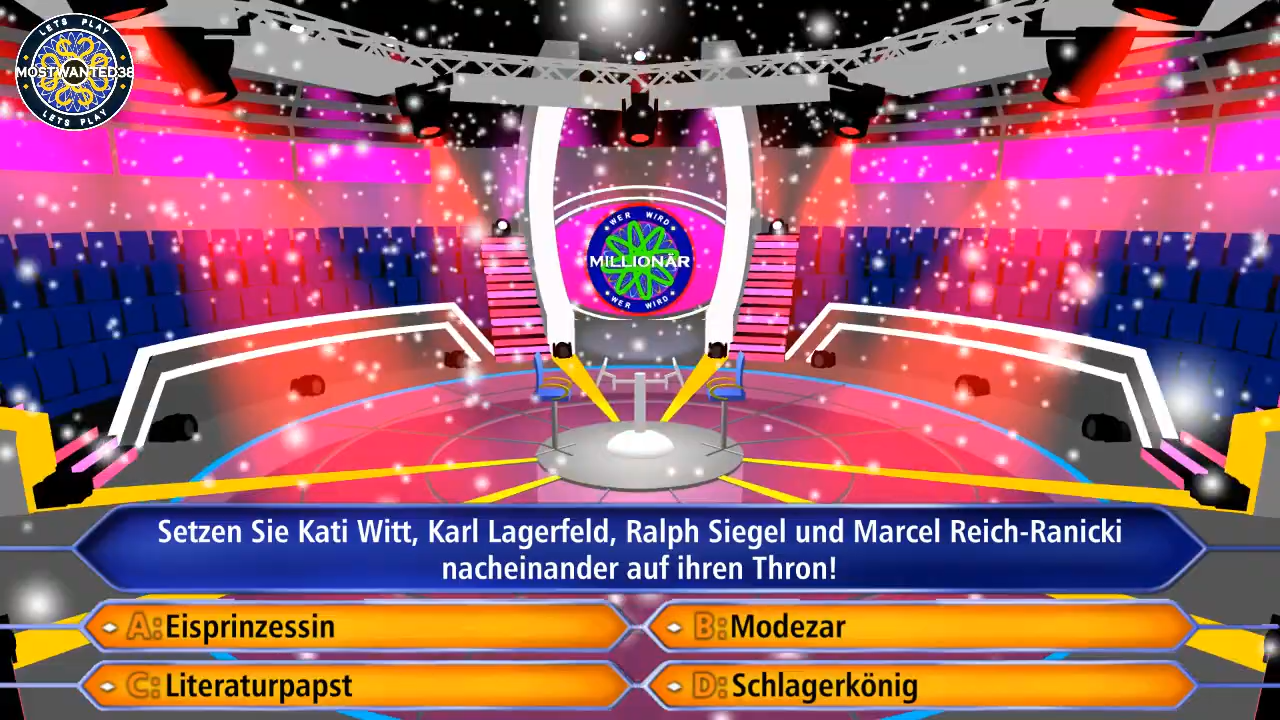 LETS PLAY
MOSTWANTED38
LETS PLAY
WER WIRD
MILLIONÄR
WER WIRD
Setzen Sie Kati Witt, Karl Lagerfeld, Ralph Siegel und Marcel Reich-Ranicki
nacheinander auf ihren Thron!
A: Eisprinzessin
B: Modezar
C: Literaturpapst
D: Schlagerkönig